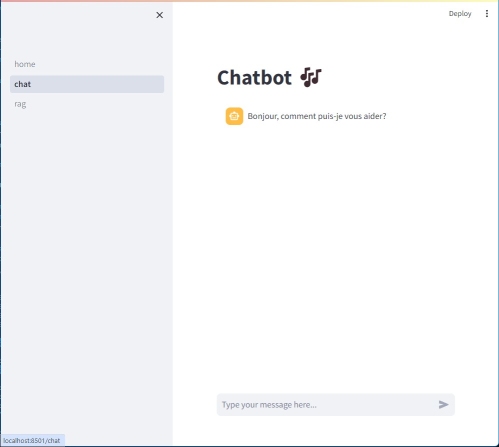 Deploy
home
chat
rag
Chatbot 🎶
Bonjour, comment puis-je vous aider?
Type your message here...
localhost:8501/chat